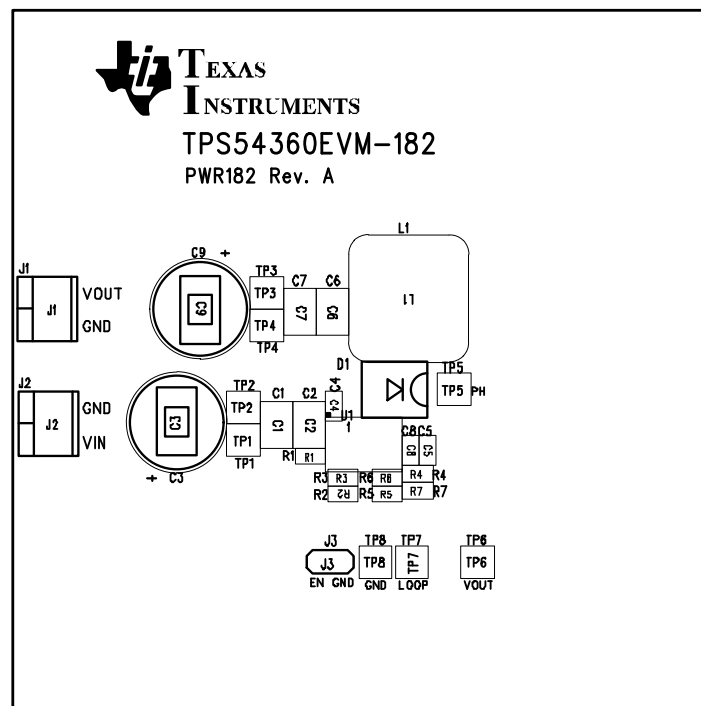 TEXAS
INSTRUMENTS
TPS54360EVM-182
PWR182 Rev. A
L1
C9 +
J1
TP3
C7 C6
VOUT
TP3
J1
C9
C7
C6
L1
GND
TP4
TP4
D1
J2
TP2
C1 C2
C4
TP5
GND
TP2
C4
TP5
PH
J2
C3
C1
C2
U1
1
VIN
TP1
C8 C5
TP1
R1
R1
C8
C5
+ C3
R3 R3 R6 R6 R4 R4
R2 R2 R5 R5 R7 R7
J3 TP8 TP7 TP6
J3 TP8 TP7 TP6
EN GND GND LOOP VOUT